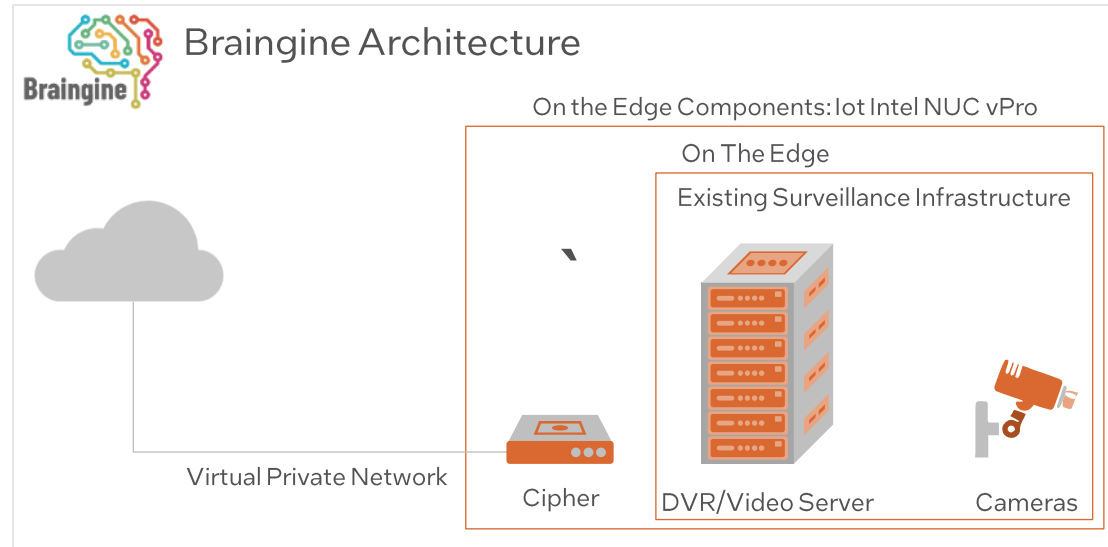 Braingine Architecture
Braingine
On the Edge Components: Iot Intel NUC vPro
On The Edge
Existing Surveillance Infrastructure
`
Virtual Private Network
Cipher
DVR/Video Server
Cameras